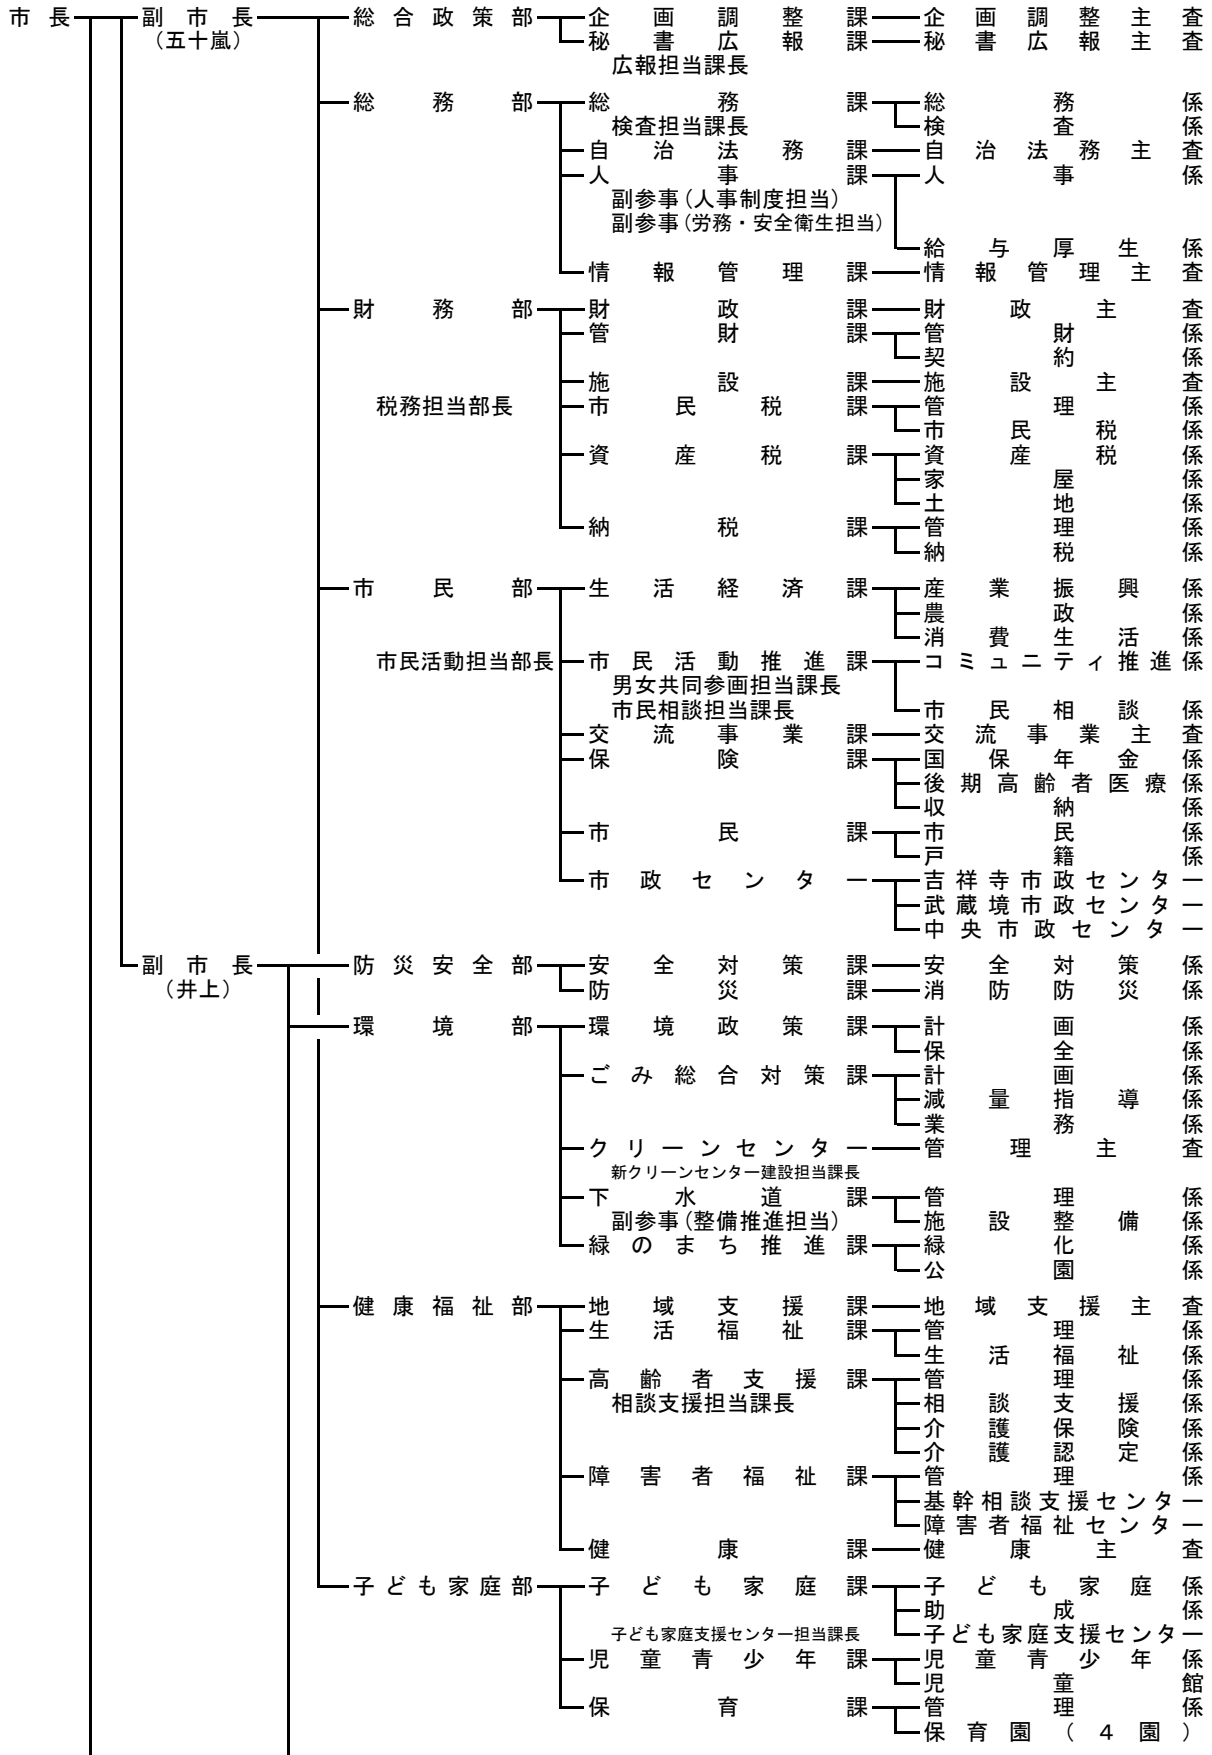 市長 副市長 総合政策部 企画調整課 企画調整主査
(五十嵐) 秘書広報課 秘書広報主査
広報担当課長
総務部 総務課 総務係
検査担当課長 検査係
自治法務課 自治法務主査
人事課 人事係
副参事(人事制度担当)
副参事(労務・安全衛生担当)
給与厚生係
情報管理課 情報管理主査
財務部 財政課 財政主査
管財課 管財係
契約係
施設課 施設主査
税務担当部長 市民税課 管理係
市民税係
資産税課 資産税係
家屋係
土地係
納税課 管理係
納税係
市民部 生活経済課 産業振興係
農政係
消費生活係
市民活動担当部長 市民活動推進課 コミュニティ推進係
男女共同参画担当課長
市民相談担当課長 市民相談係
交流事業課 交流事業主査
保険課 国保年金係
後期高齢者医療係
収納係
市民課 市民係
戸籍係
市政センター 吉祥寺市政センター
武蔵境市政センター
中央市政センター
副市長 防災安全部 安全対策課 安全対策係
(井上) 防災課 消防防災係
環境部 環境政策課 計画係
保全係
ごみ総合対策課 計画係
減量指導係
業務係
クリーンセンター 管理主査
新クリーンセンター建設担当課長
下水道課 管理係
副参事(整備推進担当) 施設整備係
緑のまち推進課 緑化係
公園係
健康福祉部 地域支援課 地域支援主査
生活福祉課 管理係
生活福祉係
高齢者支援課 管理係
相談支援担当課長 相談支援係
介護保険係
介護認定係
障害者福祉課 管理係
基幹相談支援センター
障害者福祉センター
健康課 健康主査
子ども家庭部 子ども家庭課 子ども家庭係
助成係
子ども家庭支援センター担当課長 子ども家庭支援センター
児童青少年課 児童青少年係
児童館
保育課 管理係
保育園(4園)